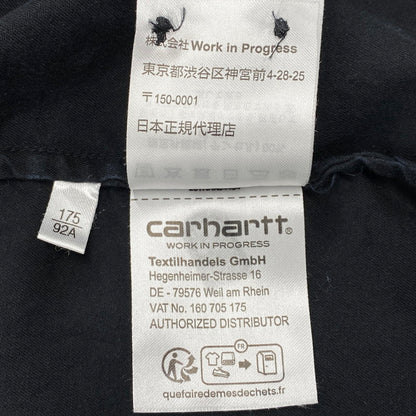 株式会社Work in Progress
東京都渋谷区神宮前4-28-25
〒150-0001
日本正規代理店
175
92A
carhartt®
WORK IN PROGRESS
Textilhandels GmbH
Hegenheimer-Strasse 16
DE - 79576 Weil am Rhein
VAT No. 160 705 175
AUTHORIZED DISTRIBUTOR
FR
quefairedemesdechets.fr